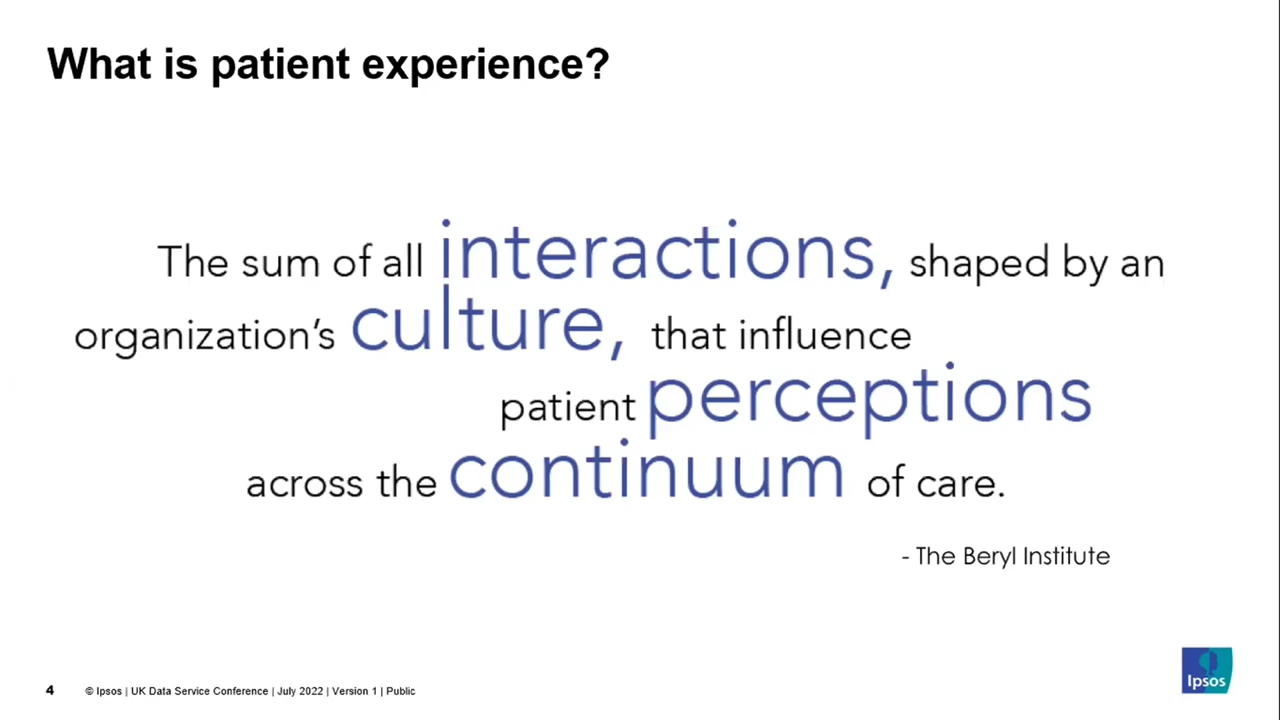 What is patient experience?
The sum of all interactions, shaped by an
organization’s culture, that influence
patient perceptions
across the continuum of care.
- The Beryl Institute
4 © Ipsos | UK Data Service Conference | July 2022 | Version 1 | Public
Ipsos